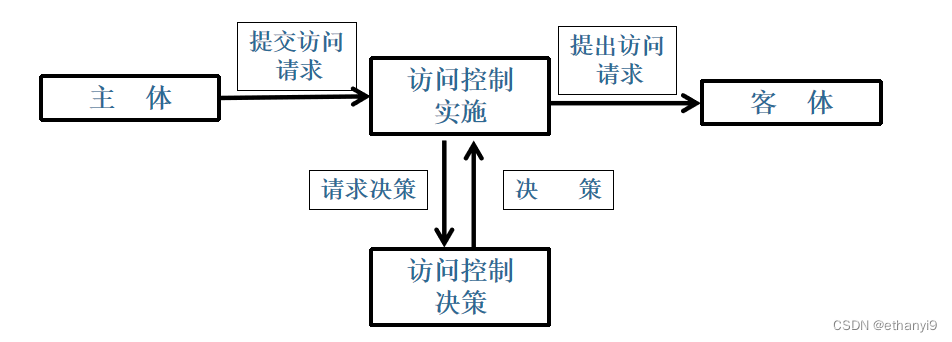 提交访问
请求
提出访问
请求
主 体
访问控制
实施
客 体
请求决策
决 策
访问控制
决策
CSDN @ethanyi9